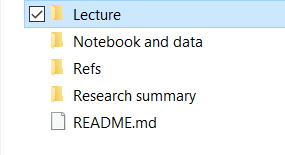 Lecture
Notebook and data
Refs
Research summary
README.md